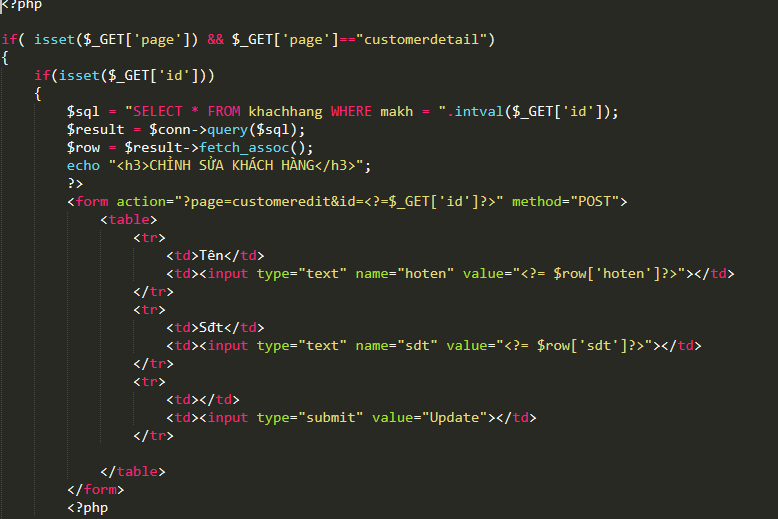 <?php
if( isset($_GET['page']) && $_GET['page']=="customerdetail")
{
if(isset($_GET['id']))
{
$sql = "SELECT * FROM khachhang WHERE makh = ".intval($_GET['id']);
$result = $conn->query($sql);
$row = $result->fetch_assoc();
echo "<h3>CHỈNH SỬA KHÁCH HÀNG</h3>";
?>
<form action="?page=customeredit&id=<?=$_GET['id']?>" method="POST">
<table>
<tr>
<td>Tên</td>
<td><input type="text" name="hoten" value="<?= $row['hoten']?>"></td>
</tr>
<tr>
<td>Sđt</td>
<td><input type="text" name="sdt" value="<?= $row['sdt']?>"></td>
</tr>
<tr>
<td></td>
<td><input type="submit" value="Update"></td>
</tr>
</table>
</form>
<?php